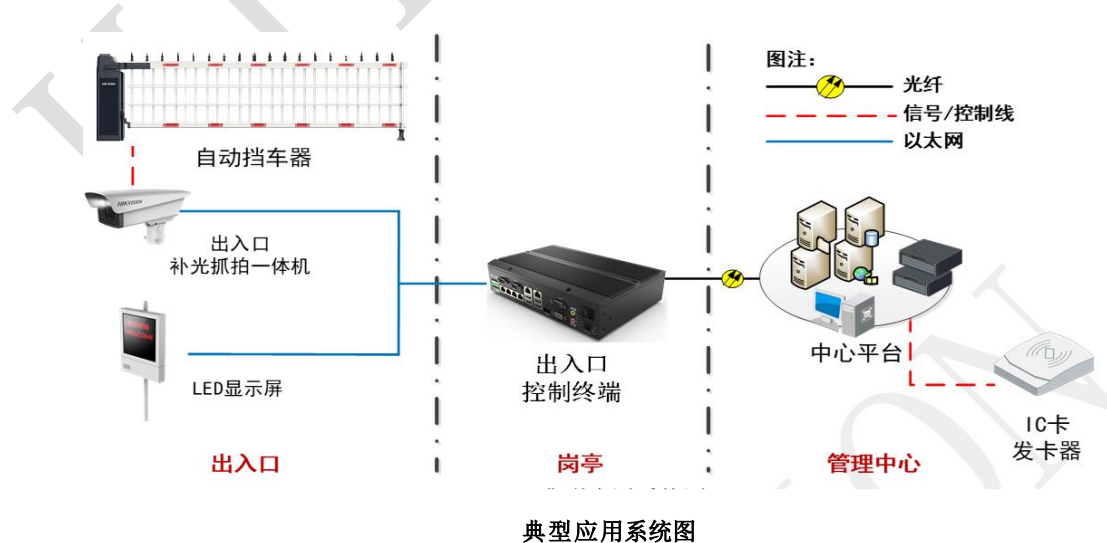 图注：
光纤
信号/控制线
以太网
自动挡车器
HIKVISION
出入口
补光抓拍一体机
WELCOME
LED显示屏
出入口
控制终端
中心平台
IC卡
发卡器
出入口
岗亭
管理中心
典型应用系统图